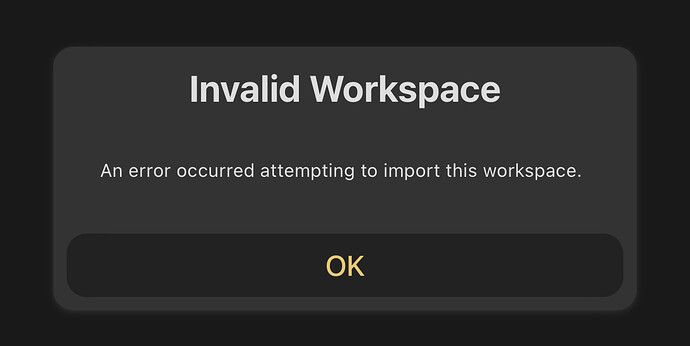 Invalid Workspace
An error occurred attempting to import this workspace.
OK